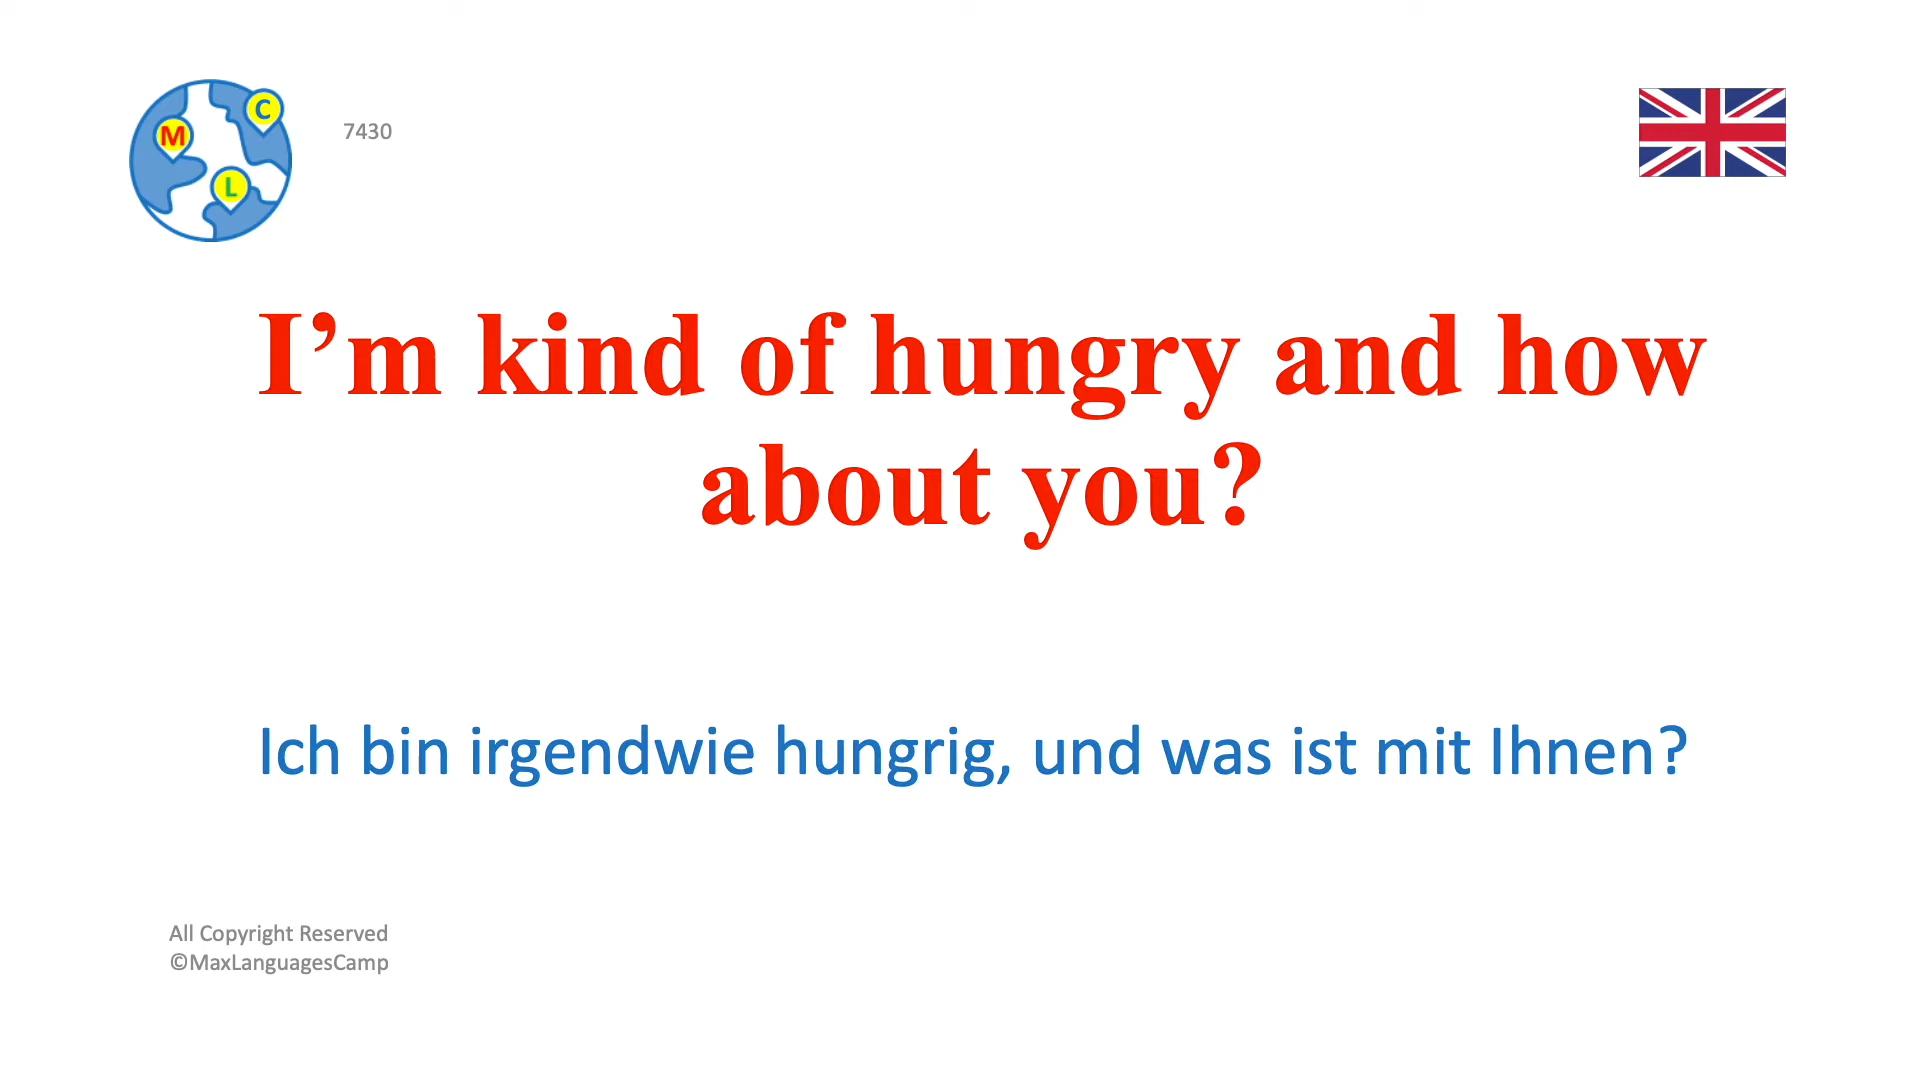 M
C
L
7430
I’m kind of hungry and how
about you?
Ich bin irgendwie hungrig, und was ist mit Ihnen?
All Copyright Reserved
©MaxLanguagesCamp